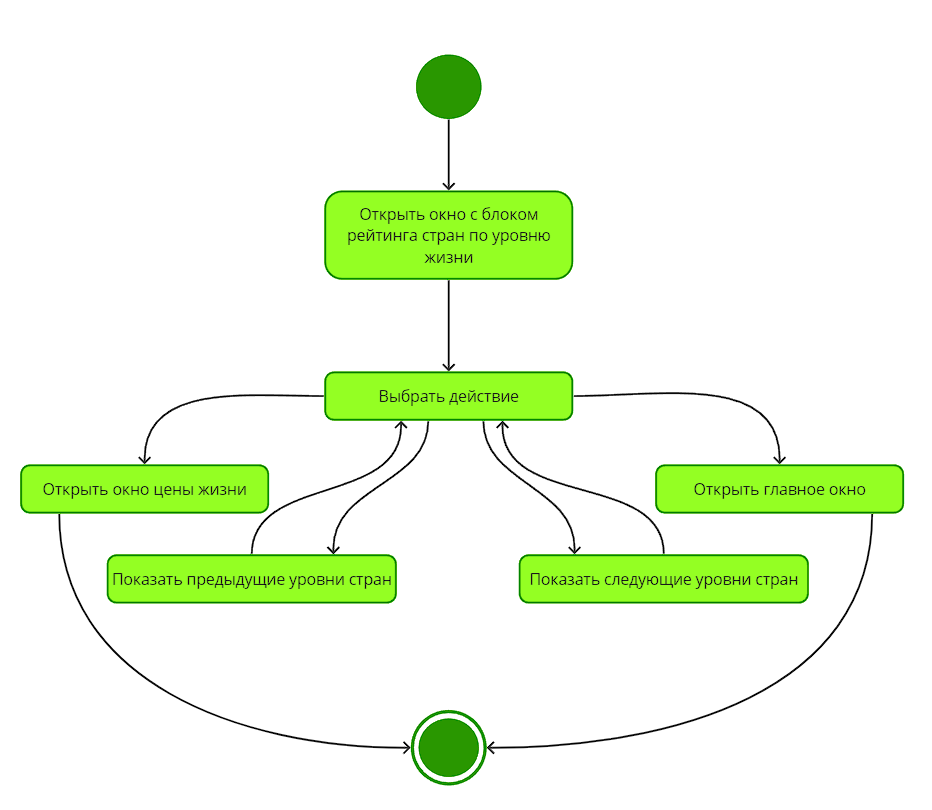 Открыть окно с блоком
рейтинга стран по уровню
жизни
Выбрать действие
Открыть окно цены жизни
Открыть главное окно
Показать предыдущие уровни стран
Показать следующие уровни стран